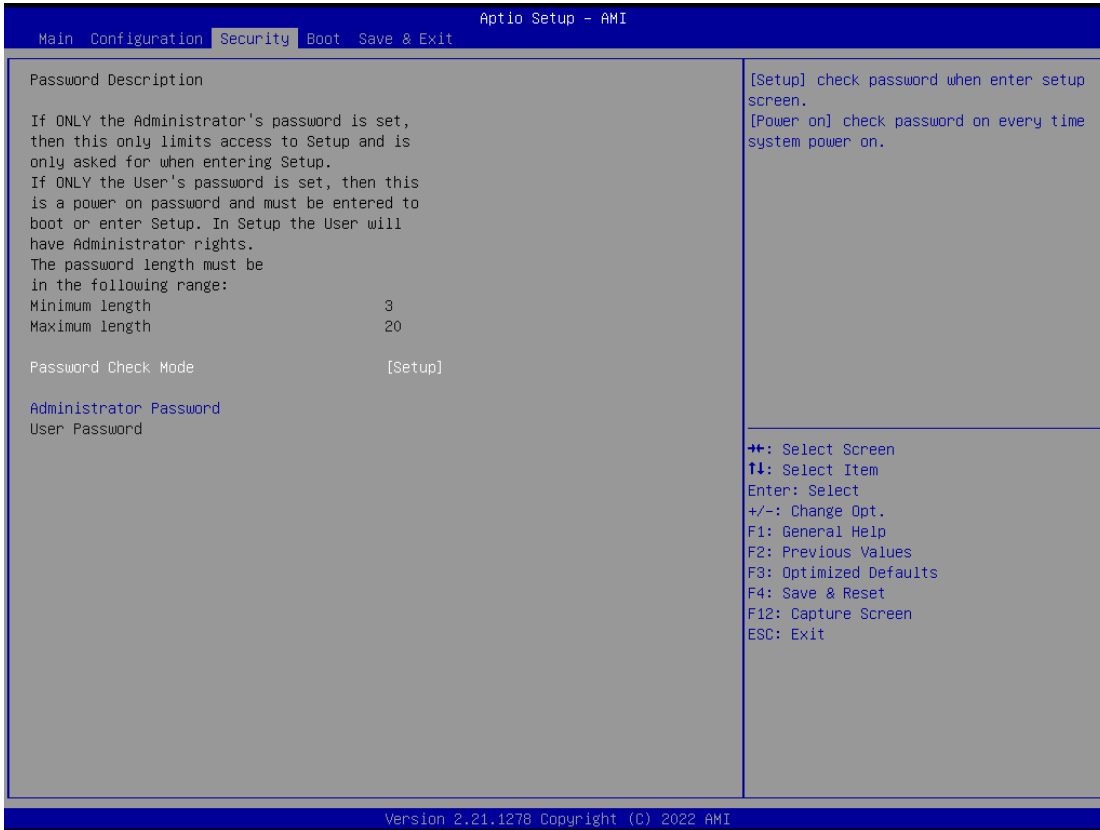 Aptio Setup - AMI
Main Configuration Security Boot Save & Exit
Password Description
If ONLY the Administrator's password is set,
then this only limits access to Setup and is
only asked for when entering Setup.
If ONLY the User's password is set, then this
is a power on password and must be entered to
boot or enter Setup. In Setup the User will
have Administrator rights.
The password length must be
in the following range:
Minimum length 3
Maximum length 20
Password Check Mode [Setup]
Administrator Password
User Password
[Setup] check password when enter setup
screen.
[Power on] check password on every time
system power on.
→←: Select Screen
↑↓: Select Item
Enter: Select
+/-: Change Opt.
F1: General Help
F2: Previous Values
F3: Optimized Defaults
F4: Save & Reset
F12: Capture Screen
ESC: Exit
Version 2.21.1278 Copyright (C) 2022 AMI